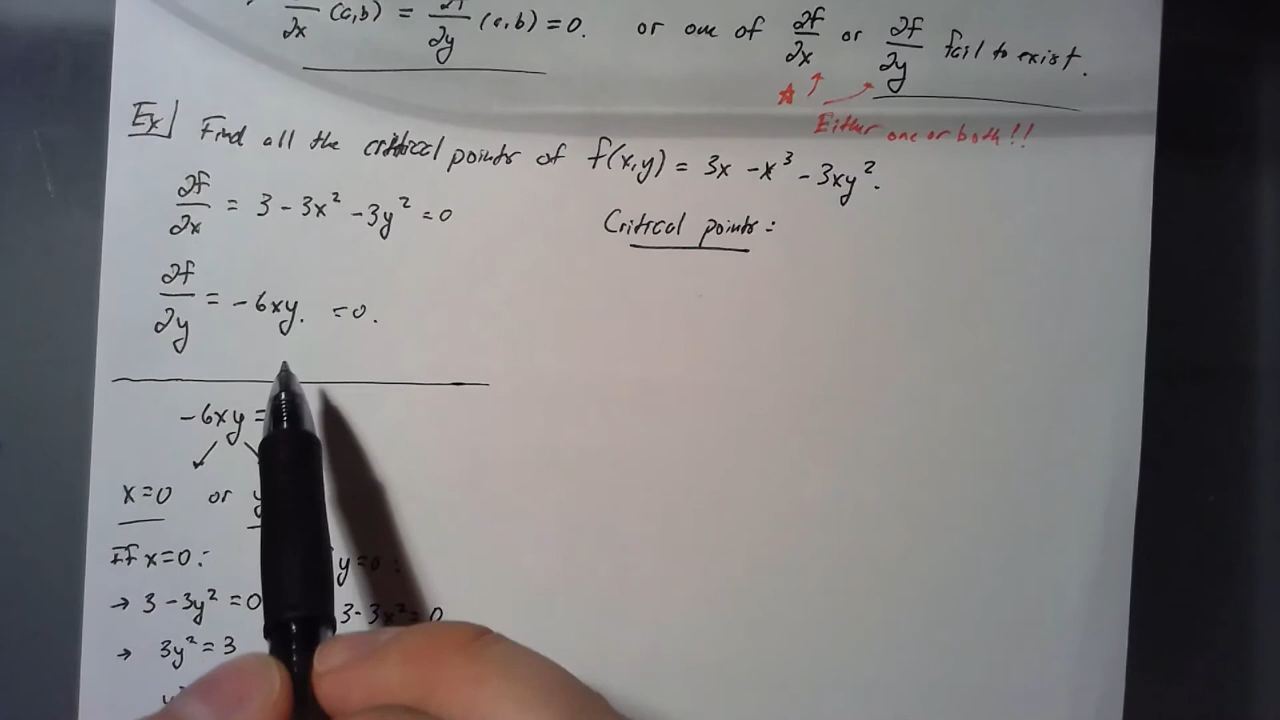 ∂f/∂x (a,b) = ∂f/∂y (a,b) = 0. or one of ∂f/∂x or ∂f/∂y fail to exist.
Either one or both!!
Ex] Find all the critical points of f(x,y) = 3x - x³ - 3xy².
∂f/∂x = 3 - 3x² - 3y² = 0
Critical points:
∂f/∂y = -6xy. = 0.
-6xy =
x=0 or y
If x=0: y=0:
→ 3 - 3y² = 0 3 - 3x² = 0
→ 3y² = 3